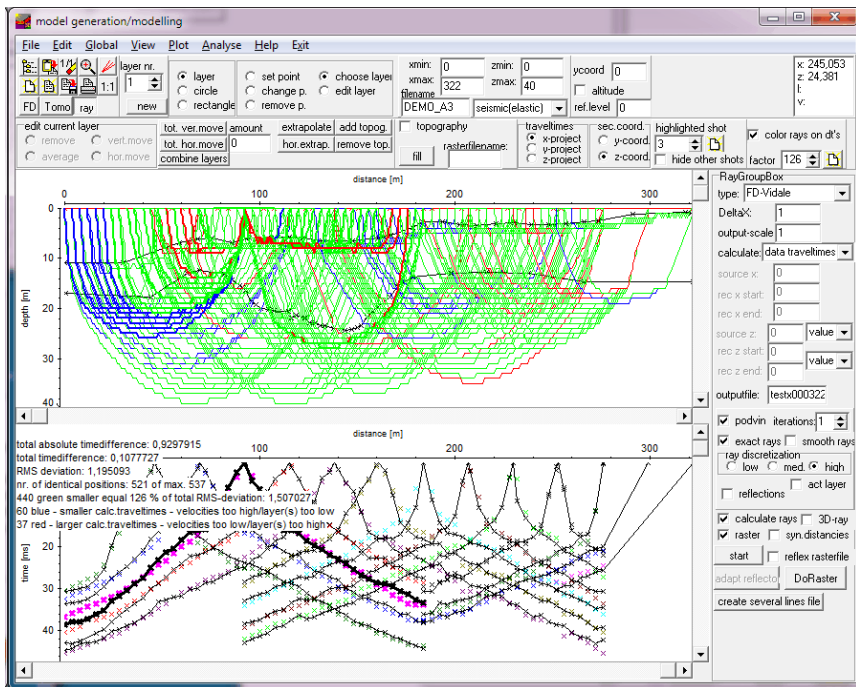 model generation/modelling
File Edit Global View Plot Analyse Help Exit
layer nr.
1
FD Tomo ray 1:1 new
layer
circle
rectangle
set point
change p.
remove p.
choose layer
edit layer
xmin: 0 zmin: 0
xmax: 322 zmax: 40
filename
DEMO_A3 seismic(elastic)
ycoord 0
altitude
ref.level 0
x: 245,053
z: 24,381
l:
v:
edit current layer
remove vert.move
average hor.move
tot. ver.move amount
tot. hor.move 0
combine layers
extrapolate add topog.
hor.extrap. remove top.
topography
fill rasterfilename:
traveltimes
x-project
y-project
z-project
sec.coord.
y-coord.
z-coord.
highlighted shot
3
hide other shots
color rays on dt's
factor 126
distance [m]
0 100 200 300
depth [m]
0
10
20
30
40
distance [m]
100 200 300
total absolute timedifference: 0,9297915
total timedifference: 0,1077727
RMS deviation: 1,195093
nr. of identical positions: 521 of max. 537
440 green smaller equal 126 % of total RMS-deviation: 1,507027
60 blue - smaller calc.traveltimes - velocities too high/layer(s) too low
37 red - larger calc.traveltimes - velocities too low/layer(s) too high
time [ms]
20
30
40
RayGroupBox
type: FD-Vidale
DeltaX: 1
output-scale 1
calculate: data traveltimes
source x: 0
rec x start: 0
rec x end: 0
source z: 0 value
rec z start: 0
rec z end: 0 value
outputfile: testx000322
podvin iterations: 1
exact rays smooth rays
ray discretization
low med. high
act layer
reflections
calculate rays 3D-ray
raster syn.distancies
start reflex rasterfile
adapt reflecto DoRaster
create several lines file